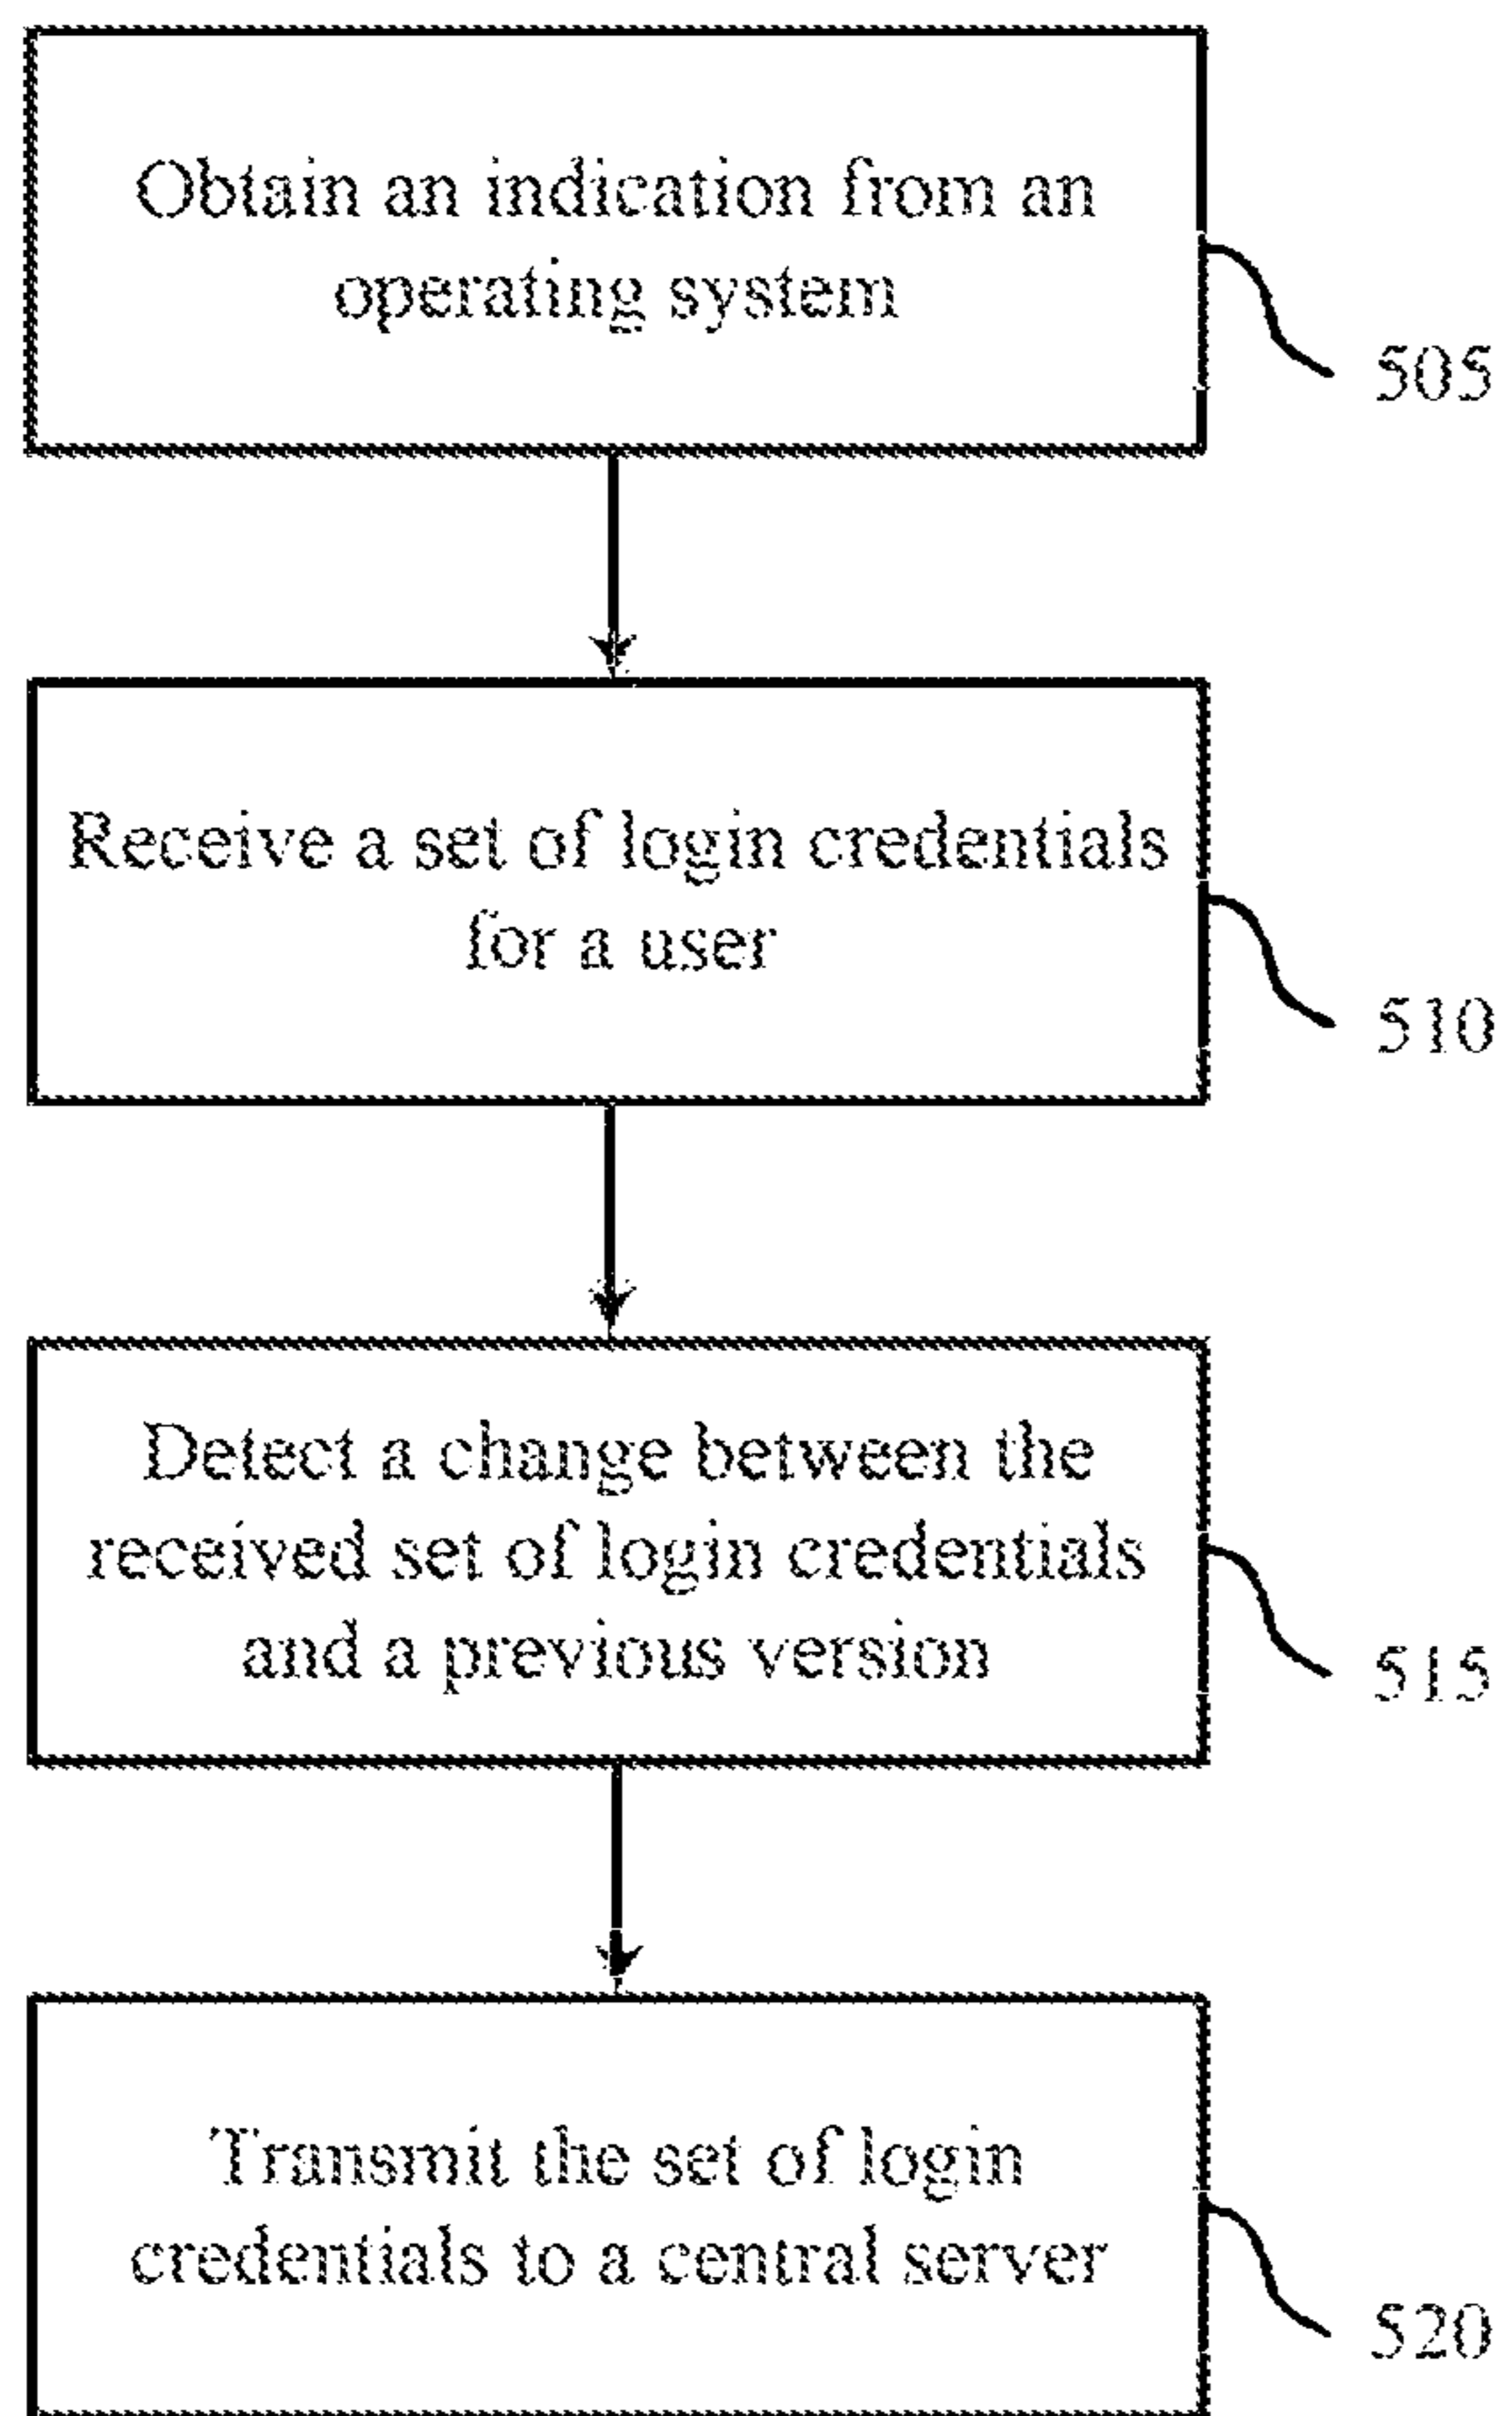 Obtain an indication from an
operating system
505
Receive a set of login credentials
for a user
510
Detect a change between the
received set of login credentials
and a previous version
515
Transmit the set of login
credentials to a central server
520